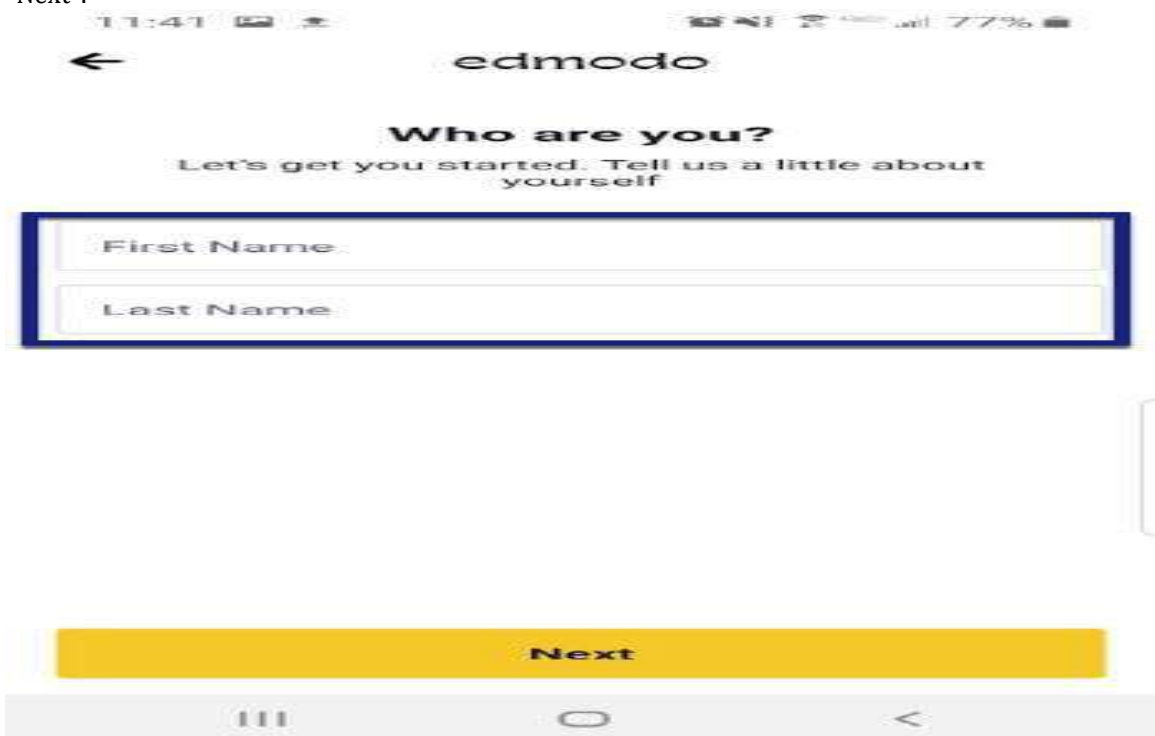 11:41 77%
edmodo
Who are you?
Let's get you started. Tell us a little about
yourself
First Name
Last Name
Next